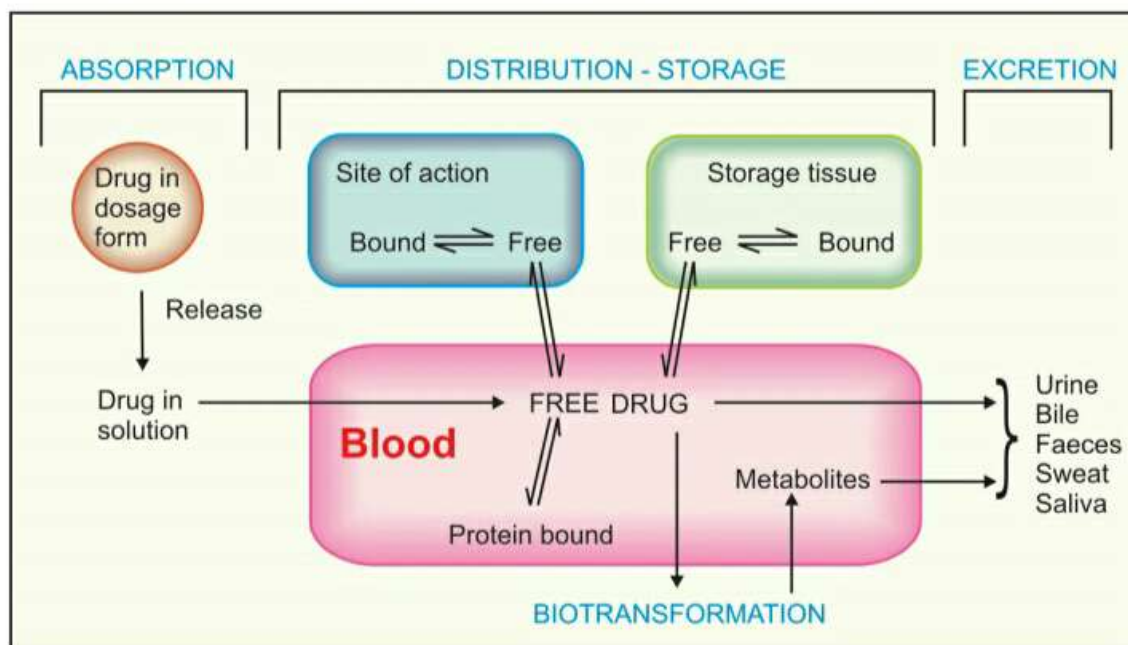 ABSORPTION
DISTRIBUTION - STORAGE
EXCRETION
Drug in
dosage
form
Release
Drug in
solution
Site of action
Bound
Free
Storage tissue
Free
Bound
FREE DRUG
Blood
Protein bound
Metabolites
BIOTRANSFORMATION
Urine
Bile
Faeces
Sweat
Saliva